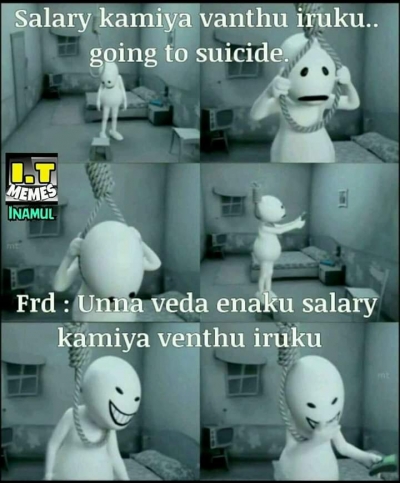 Salary kamiya vanthu iruku..
going to suicide.
I.T
MEMES
INAMUL
Frd : Unna veda enaku salary
kamiya venthu iruku